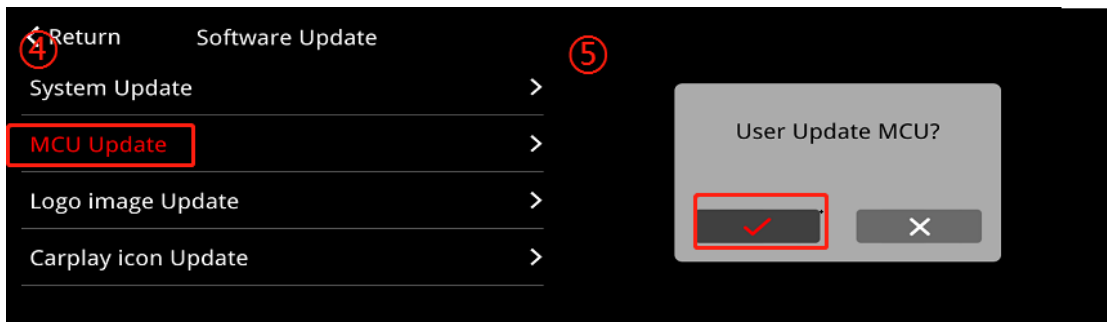 ④
Return Software Update
System Update
MCU Update
Logo image Update
Carplay icon Update
⑤
User Update MCU?